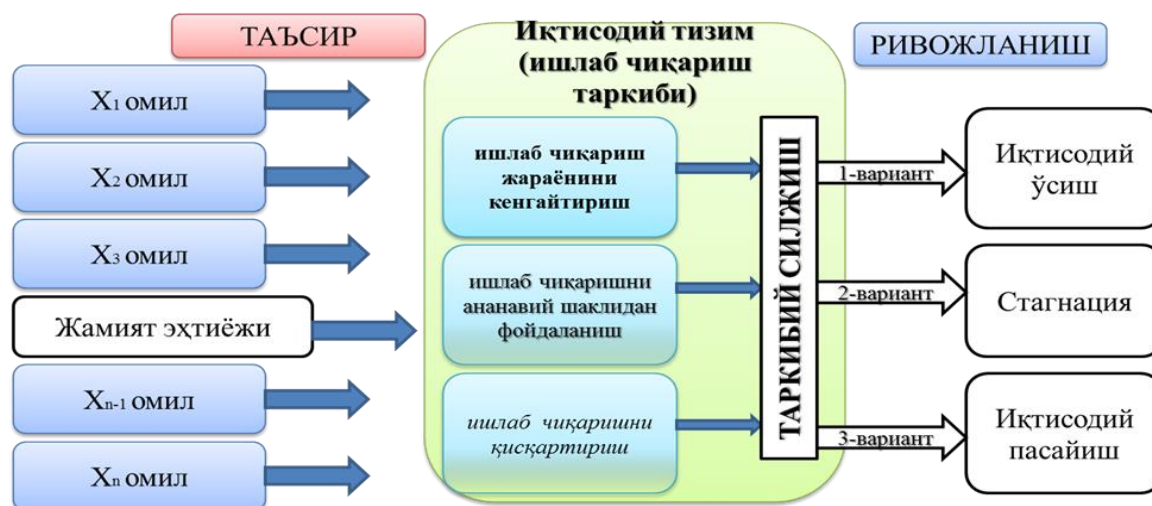 ТАЪСИР
X1 омил
X2 омил
X3 омил
Жамият эҳтиёжи
Xn-1 омил
Xn омил
Иқтисодий тизим
(ишлаб чиқариш
таркиби)
ишлаб чиқариш
жараёнини
кенгайтириш
ишлаб чиқаришни
ананавий шаклидан
фойдаланиш
ишлаб чиқаришни
қисқартириш
ТАРКИБИЙ СИЛЖИШ
РИВОЖЛАНИШ
1-вариант
Иқтисодий
ўсиш
2-вариант
Стагнация
3-вариант
Иқтисодий
пасайиш